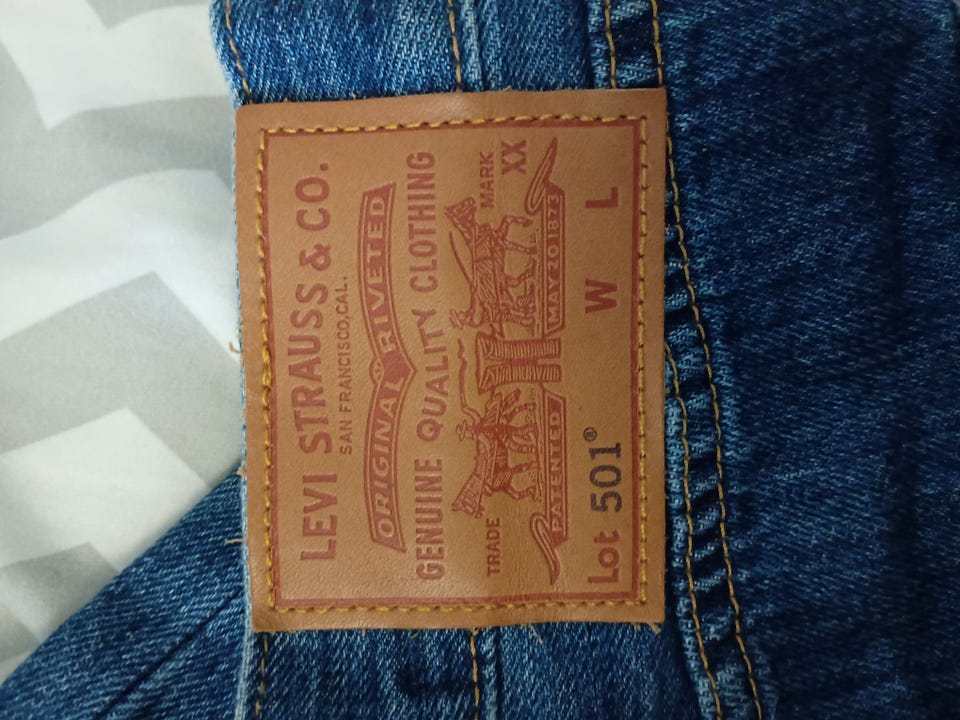 LEVI STRAUSS & CO.
SAN FRANCISCO, CAL.
ORIGINAL RIVETED
GENUINE QUALITY CLOTHING
TRADE MARK
PATENTED MAY 20 1873
XX
Lot 501® W L